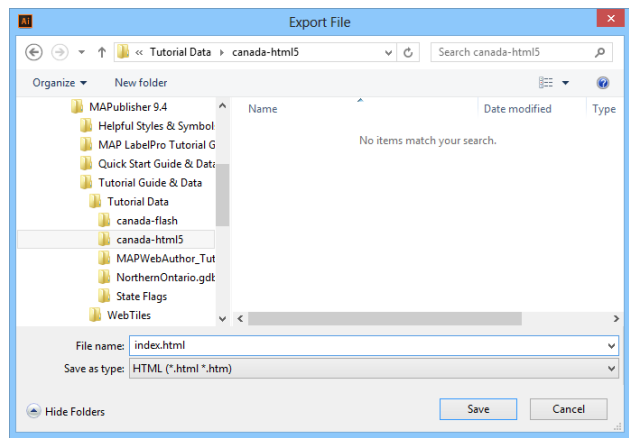 Ai Export File
« Tutorial Data canada-html5 Search canada-html5
Organize New folder
MAPublisher 9.4
Helpful Styles & Symbol
MAP LabelPro Tutorial G
Quick Start Guide & Data
Tutorial Guide & Data
Tutorial Data
canada-flash
canada-html5
MAPWebAuthor_Tut
NorthernOntario.gdb
State Flags
WebTiles
Name Date modified Type
No items match your search.
File name: index.html
Save as type: HTML (*.html *.htm)
Hide Folders Save Cancel